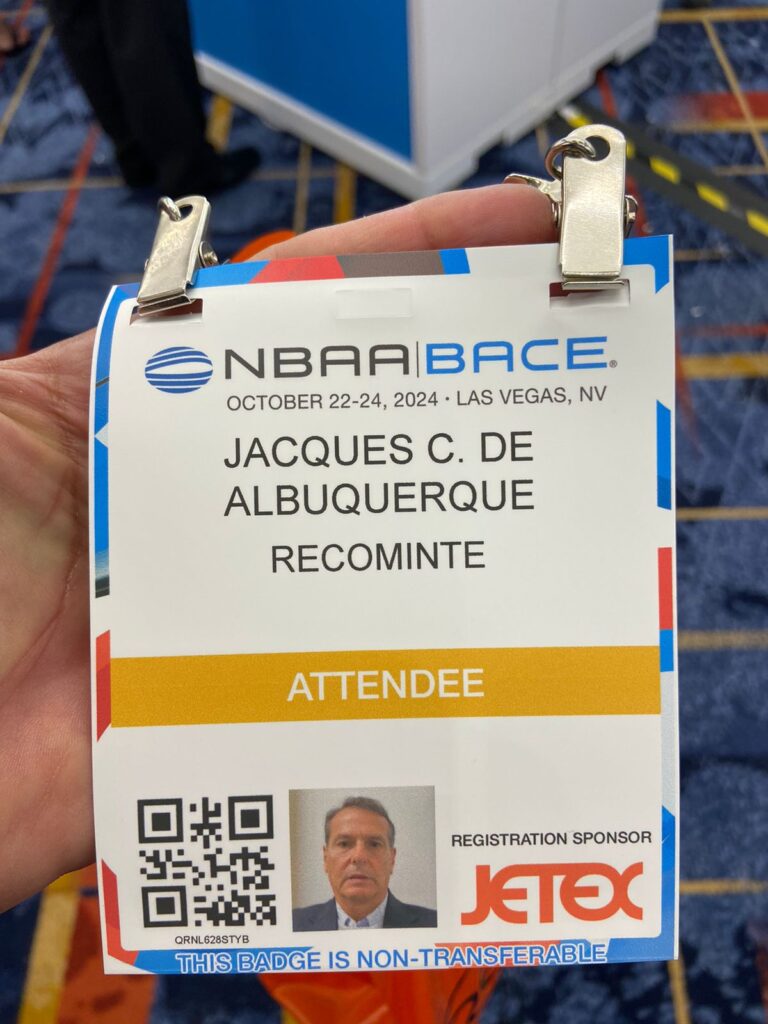 NBAA|BACE®
OCTOBER 22-24, 2024 · LAS VEGAS, NV
JACQUES C. DE
ALBUQUERQUE
RECOMINTE
ATTENDEE
REGISTRATION SPONSOR
JETEX
QRNL628STYB
THIS BADGE IS NON-TRANSFERABLE